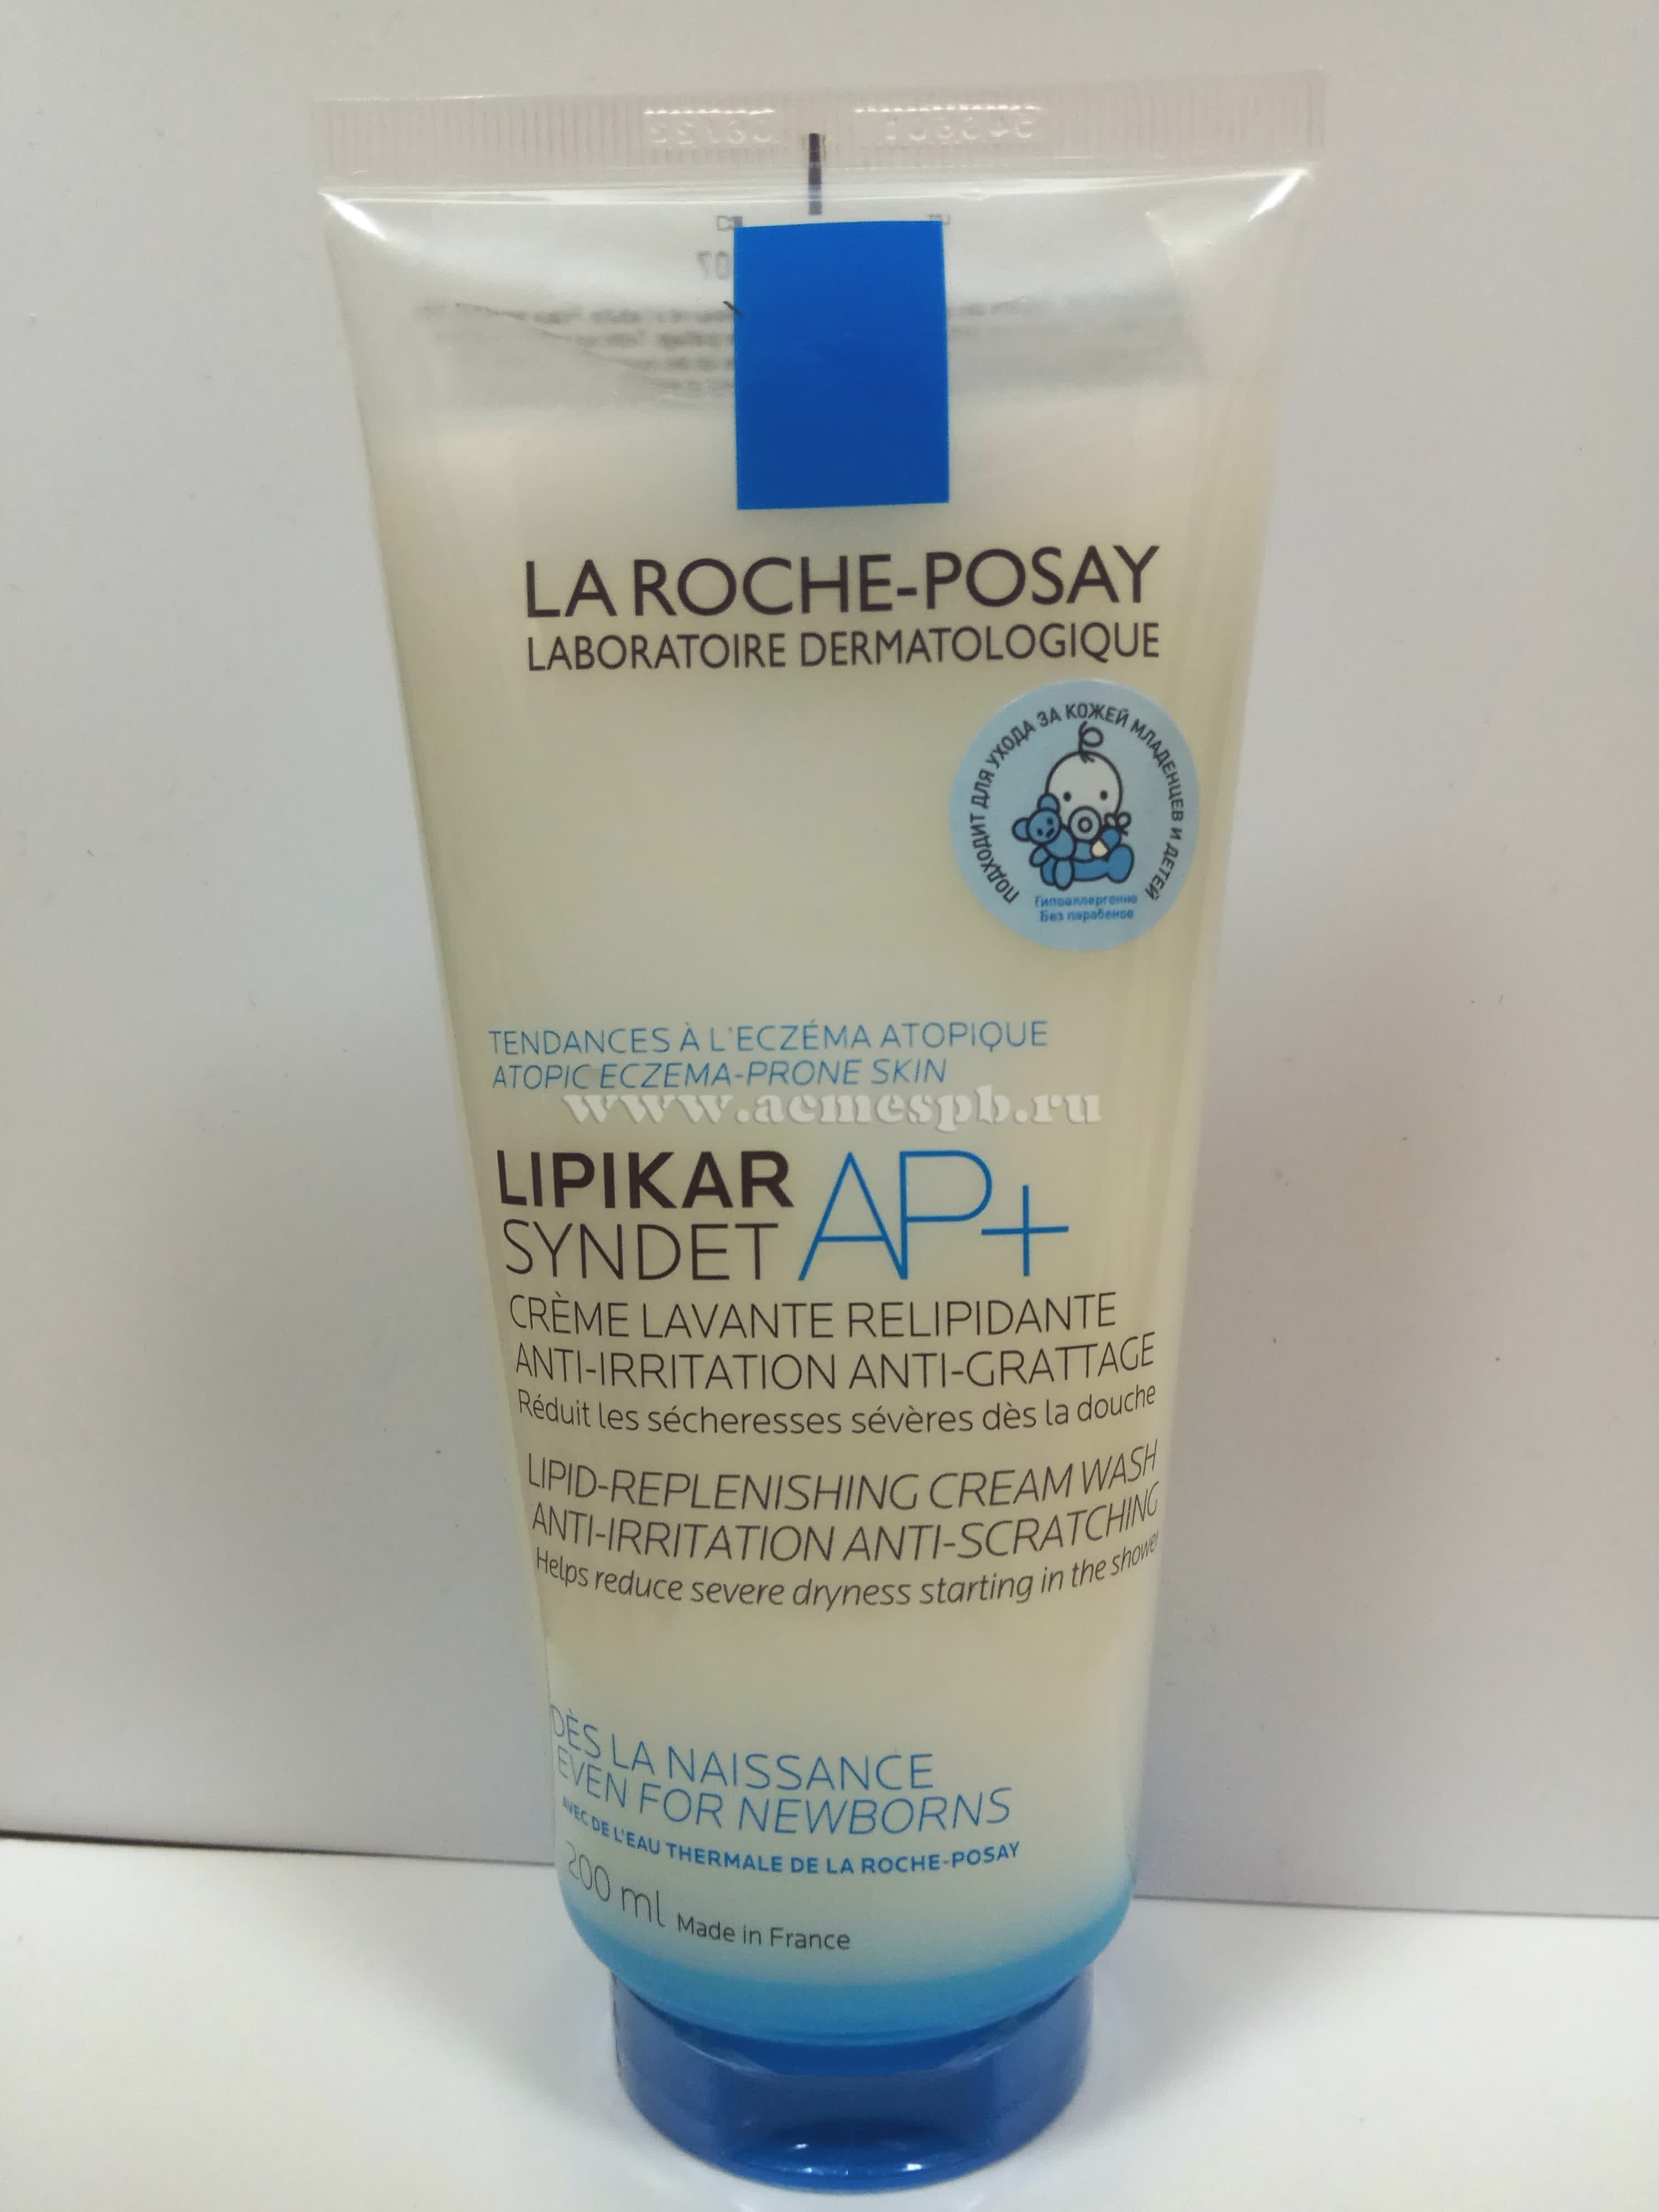 LA ROCHE-POSAY
LABORATOIRE DERMATOLOGIQUE
ПОДХОДИТ ДЛЯ УХОДА ЗА КОЖЕЙ МЛАДЕНЦЕВ И ДЕТЕЙ
Гипоаллергенно
Без парабенов
TENDANCES À L'ECZÉMA ATOPIQUE
ATOPIC ECZEMA-PRONE SKIN
www.acmespb.ru
LIPIKAR
SYNDET AP+
CRÈME LAVANTE RELIPIDANTE
ANTI-IRRITATION ANTI-GRATTAGE
Réduit les sécheresses sévères dès la douche
LIPID-REPLENISHING CREAM WASH
ANTI-IRRITATION ANTI-SCRATCHING
Helps reduce severe dryness starting in the shower
DÈS LA NAISSANCE
EVEN FOR NEWBORNS
AVEC DE L'EAU THERMALE DE LA ROCHE-POSAY
200 ml Made in France